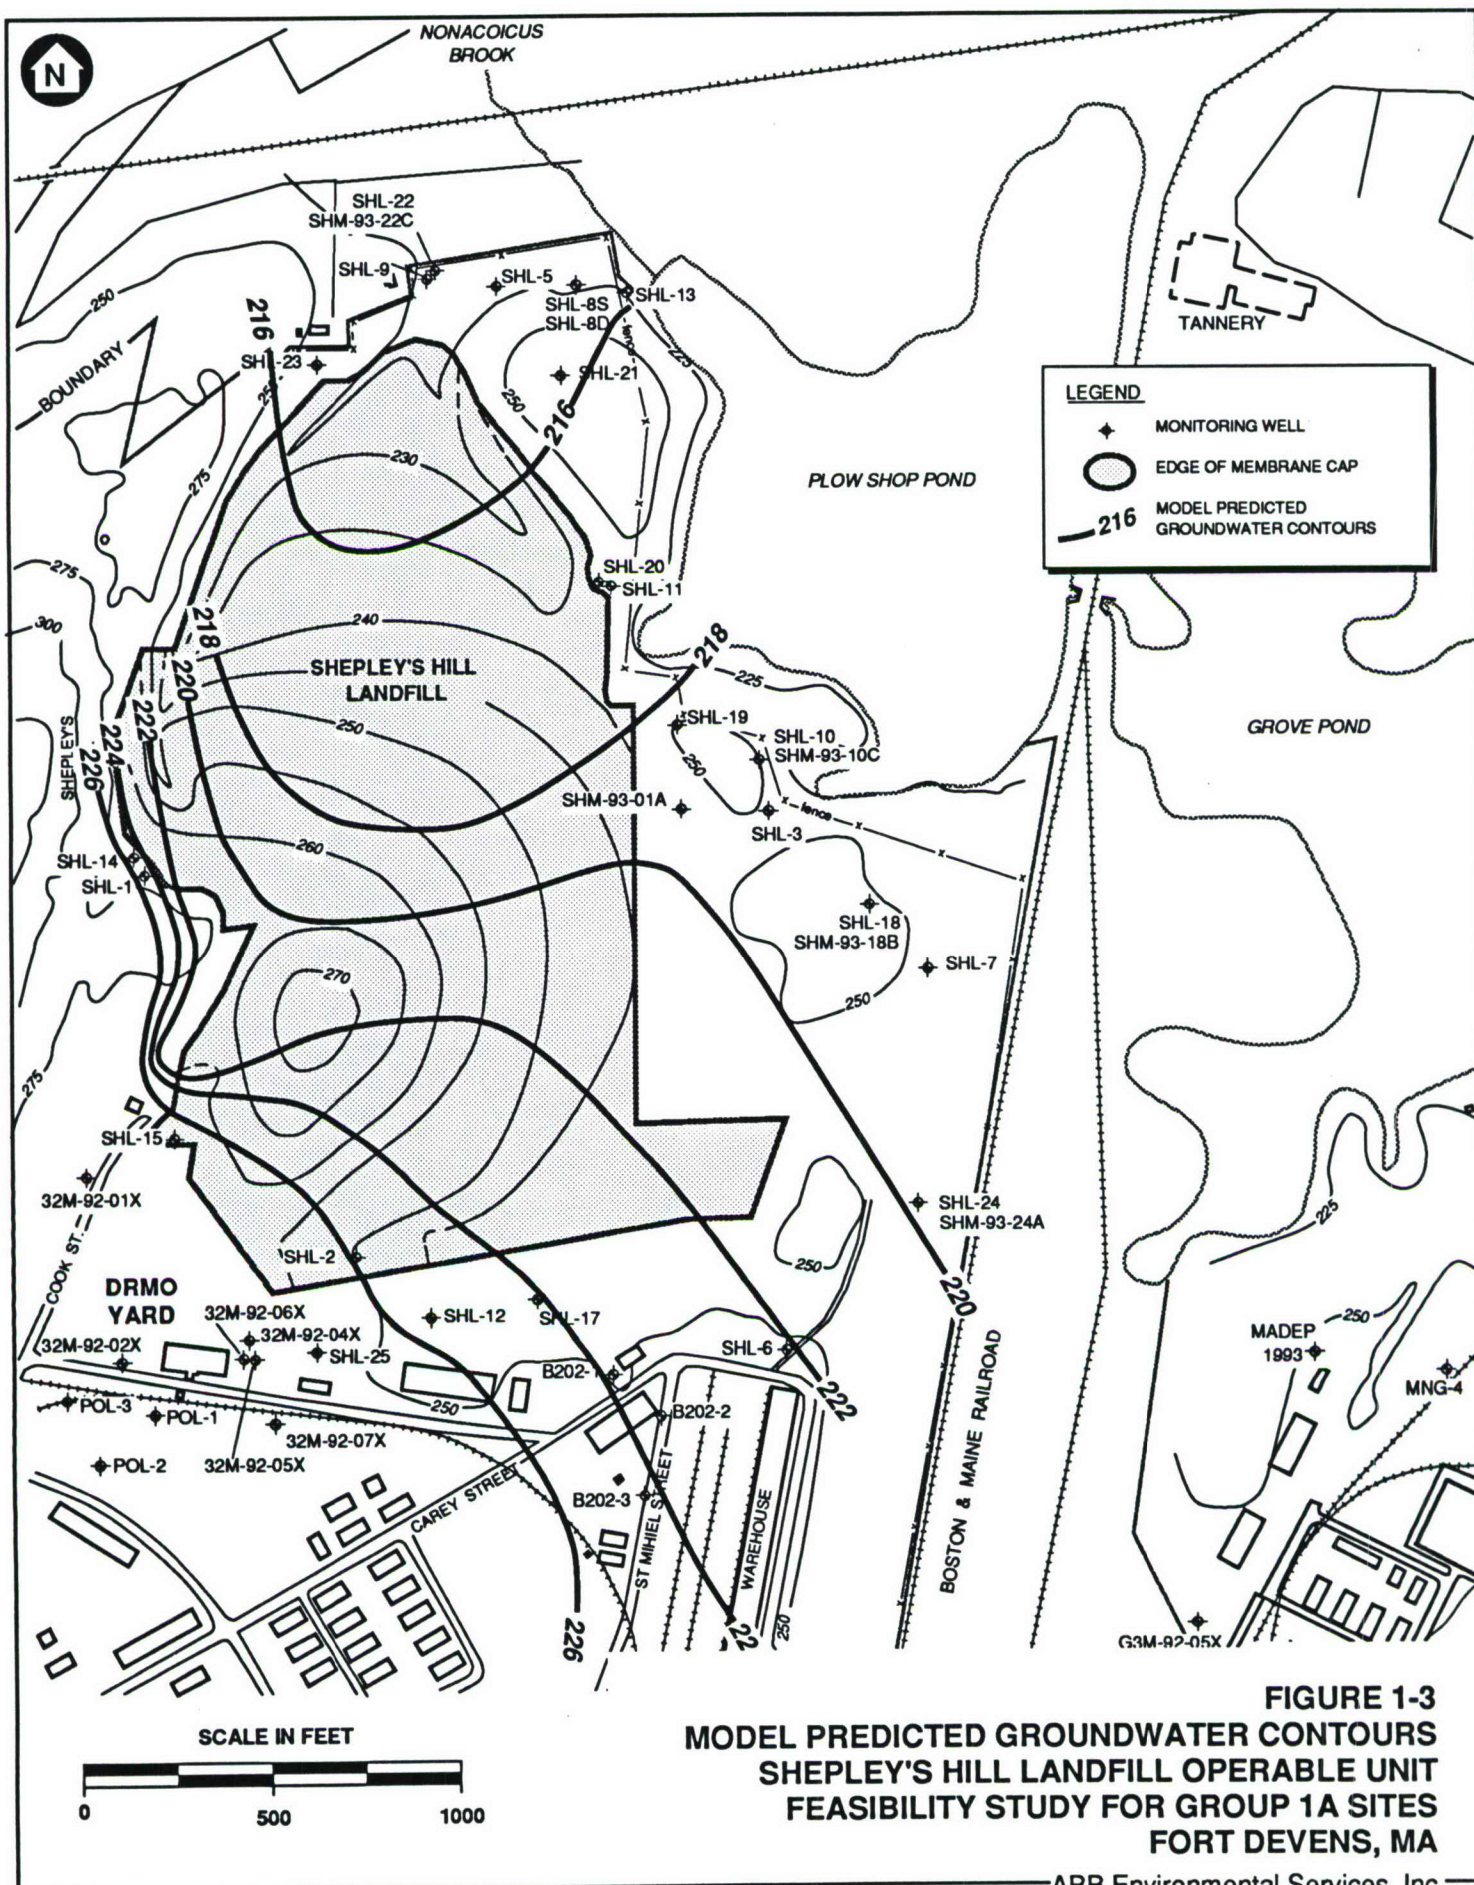 NONACOICUS
BROOK
N
SHL-22
SHM-93-22C
SHL-9
SHL-5
SHL-8S
SHL-8D
SHL-13
TANNERY
250
216
BOUNDARY
SHL-23
255
fence
225
SHL-21
250
216
LEGEND
MONITORING WELL
EDGE OF MEMBRANE CAP
216
MODEL PREDICTED
GROUNDWATER CONTOURS
275
230
PLOW SHOP POND
275
SHL-20
SHL-11
300
218
240
218
SHEPLEY'S HILL
LANDFILL
220
225
SHEPLEY'S
222
224
226
250
SHL-19
SHL-10
SHM-93-10C
250
GROVE POND
SHM-93-01A
fence
SHL-3
260
SHL-14
SHL-1
SHL-18
SHM-93-18B
SHL-7
270
250
275
SHL-15
32M-92-01X
SHL-24
SHM-93-24A
225
COOK ST.
SHL-2
250
DRMO
YARD
220
32M-92-06X
32M-92-04X
SHL-12
SHL-17
250
MADEP
1993
32M-92-02X
SHL-25
SHL-6
B202-1
222
MNG-4
POL-3
POL-1
250
B202-2
32M-92-07X
POL-2
32M-92-05X
CAREY STREET
B202-3
ST MIHIEL STREET
WAREHOUSE
BOSTON & MAINE RAILROAD
226
22
250
G3M-92-05X
SCALE IN FEET
0
500
1000
FIGURE 1-3
MODEL PREDICTED GROUNDWATER CONTOURS
SHEPLEY'S HILL LANDFILL OPERABLE UNIT
FEASIBILITY STUDY FOR GROUP 1A SITES
FORT DEVENS, MA
ABB Environmental Services, Inc